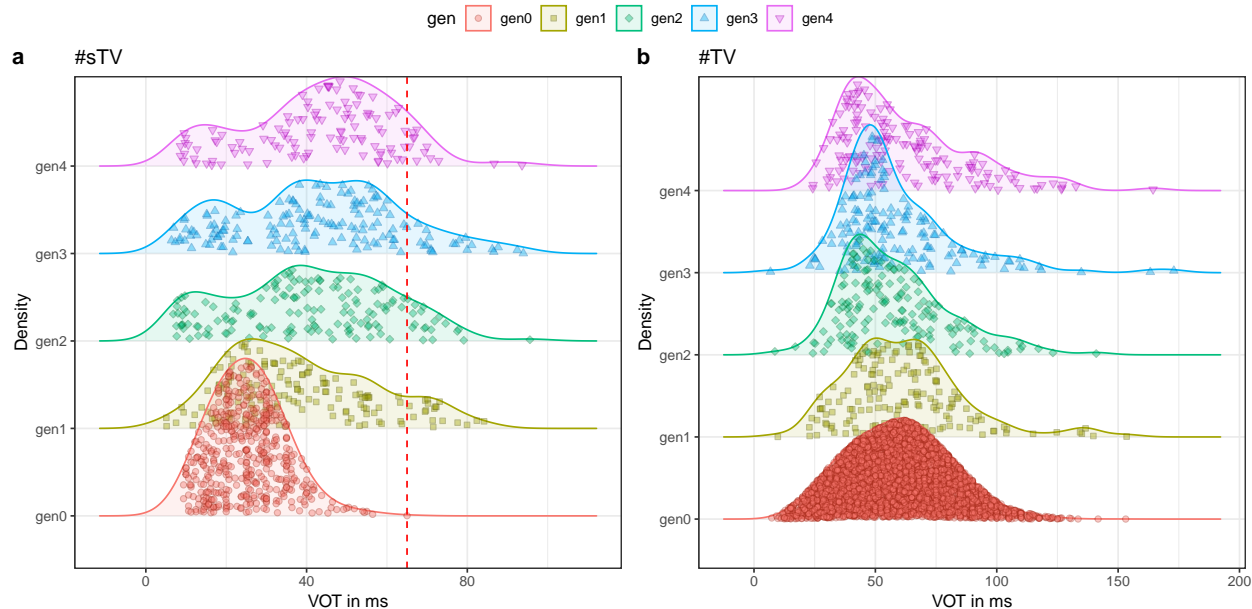 gen gen0 gen1 gen2 gen3 gen4
a
#sTV
gen4
gen3
gen2
gen1
gen0
Density
0 40 80
VOT in ms
b
#TV
gen4
gen3
gen2
gen1
gen0
Density
0 50 100 150 200
VOT in ms